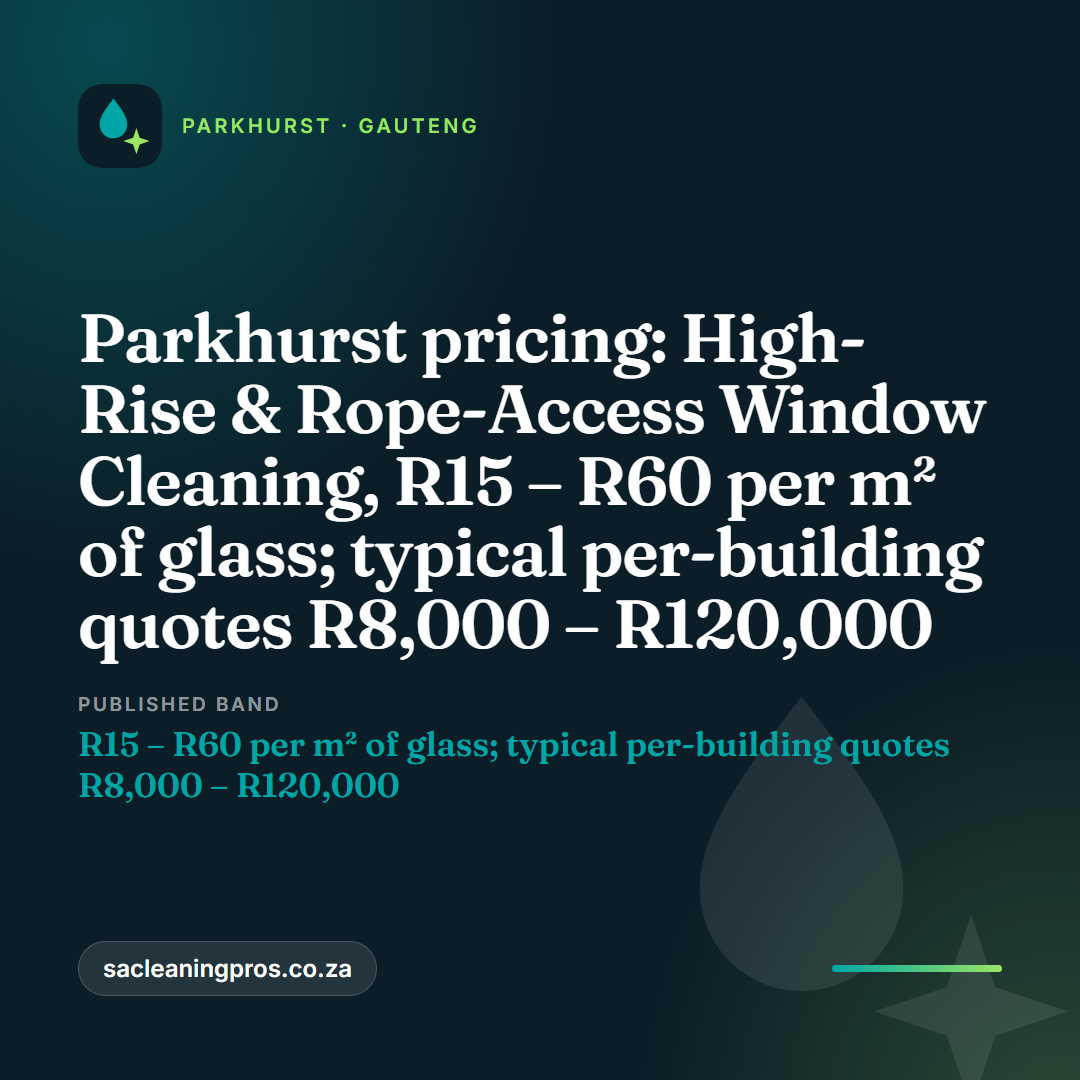 PARKHURST · GAUTENG
Parkhurst pricing: High-
Rise & Rope-Access Window
Cleaning, R15 – R60 per m²
of glass; typical per-building
quotes R8,000 – R120,000
PUBLISHED BAND
R15 – R60 per m² of glass; typical per-building quotes
R8,000 – R120,000
sacleaningpros.co.za